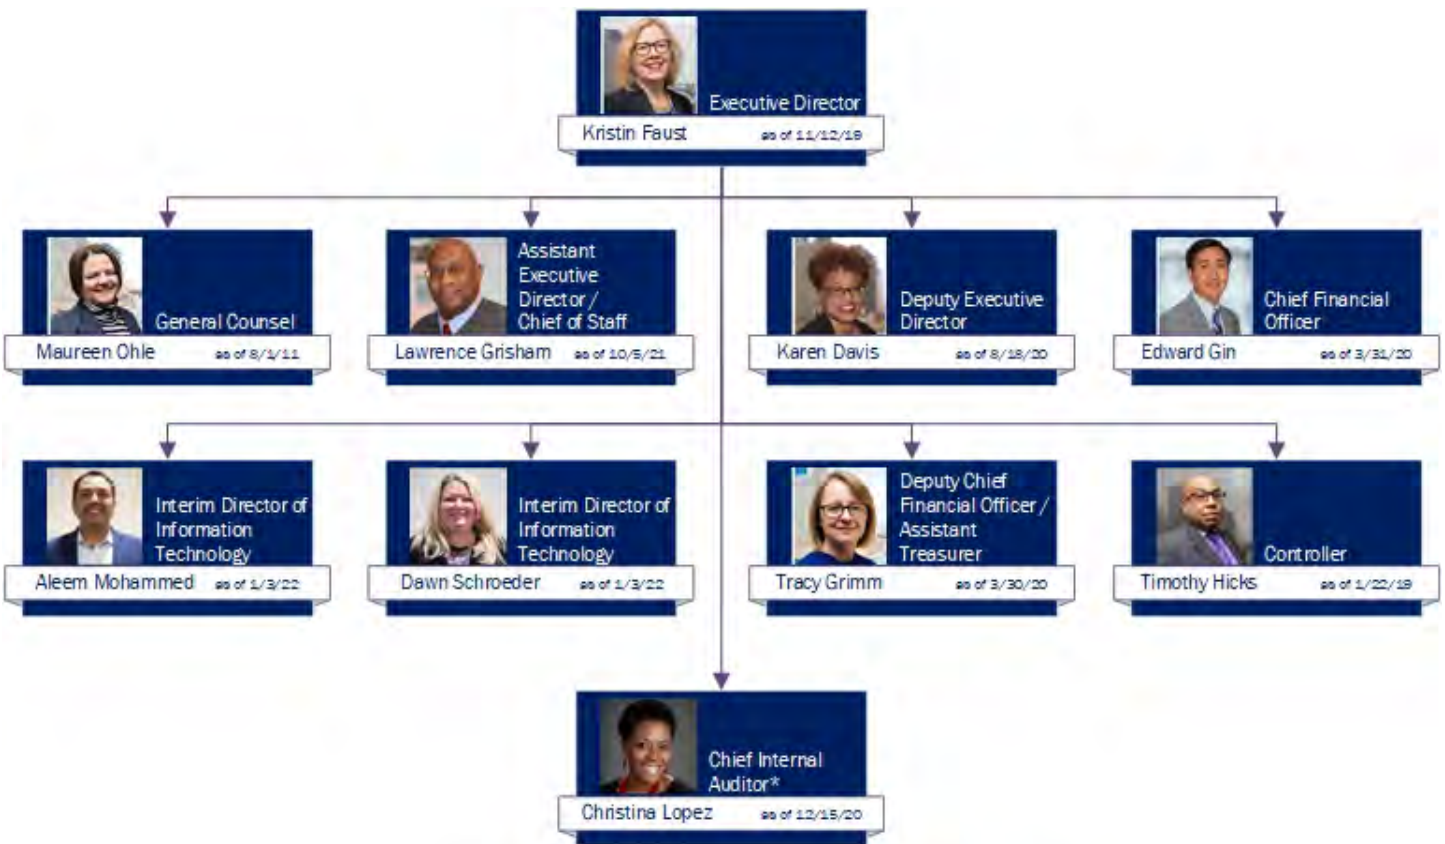 Executive Director
Kristin Faust as of 11/12/19
General Counsel
Maureen Ohle as of 8/1/11
Assistant
Executive
Director /
Chief of Staff
Lawrence Grisham as of 10/5/21
Deputy Executive
Director
Karen Davis as of 8/18/20
Chief Financial
Officer
Edward Gin as of 3/31/20
Interim Director of
Information
Technology
Aleem Mohammed as of 1/3/22
Interim Director of
Information
Technology
Dawn Schroeder as of 1/3/22
Deputy Chief
Financial Officer /
Assistant
Treasurer
Tracy Grimm as of 3/30/20
Controller
Timothy Hicks as of 1/22/19
Chief Internal
Auditor*
Christina Lopez as of 12/15/20